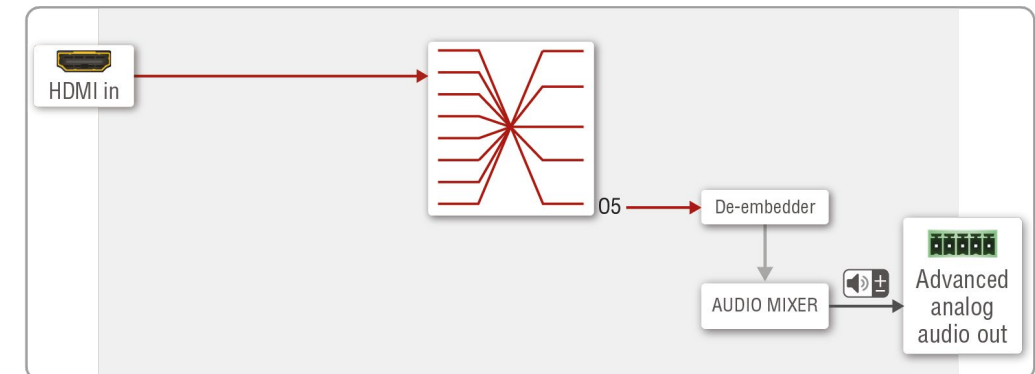 HDMI in
O5
De-embedder
AUDIO MIXER
Advanced
analog
audio out